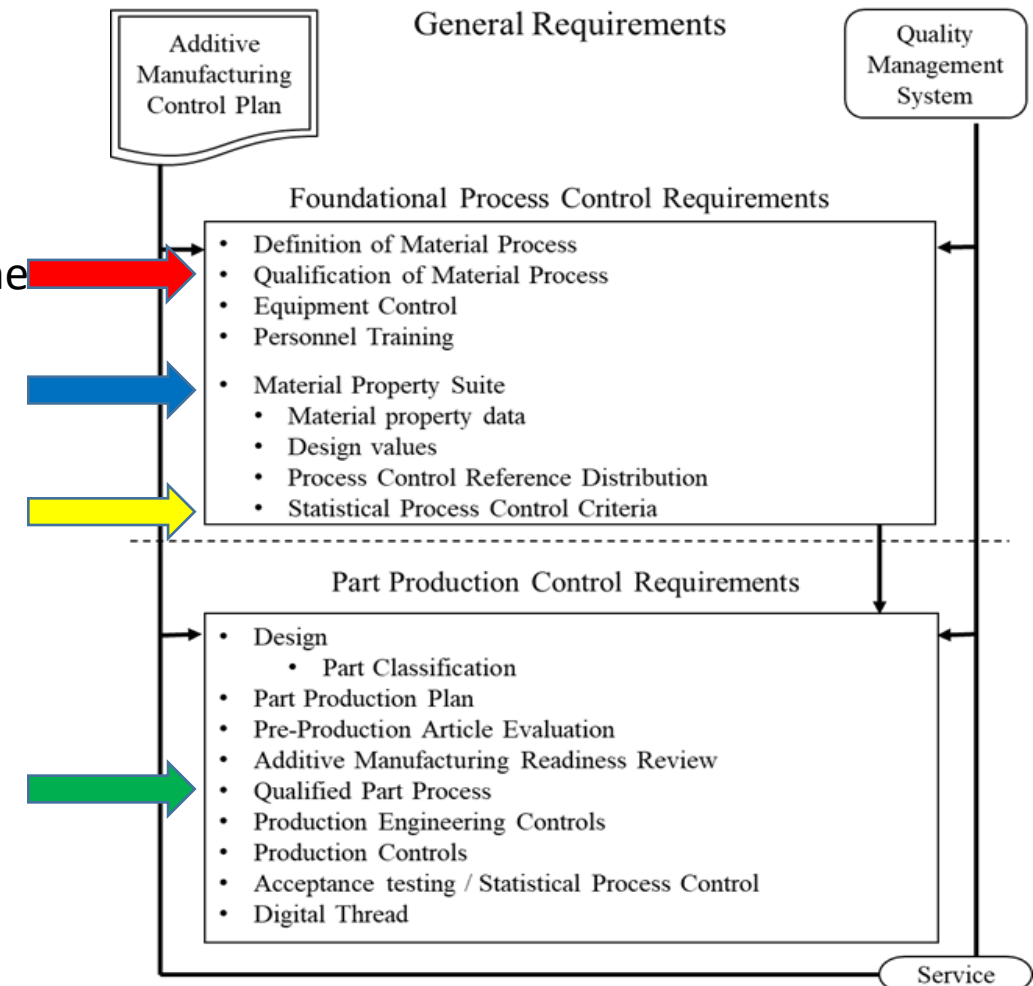 General Requirements
Additive
Manufacturing
Control Plan
Quality
Management
System
Foundational Process Control Requirements
• Definition of Material Process
• Qualification of Material Process
• Equipment Control
• Personnel Training
• Material Property Suite
• Material property data
• Design values
• Process Control Reference Distribution
• Statistical Process Control Criteria
Part Production Control Requirements
• Design
• Part Classification
• Part Production Plan
• Pre-Production Article Evaluation
• Additive Manufacturing Readiness Review
• Qualified Part Process
• Production Engineering Controls
• Production Controls
• Acceptance testing / Statistical Process Control
• Digital Thread
Service